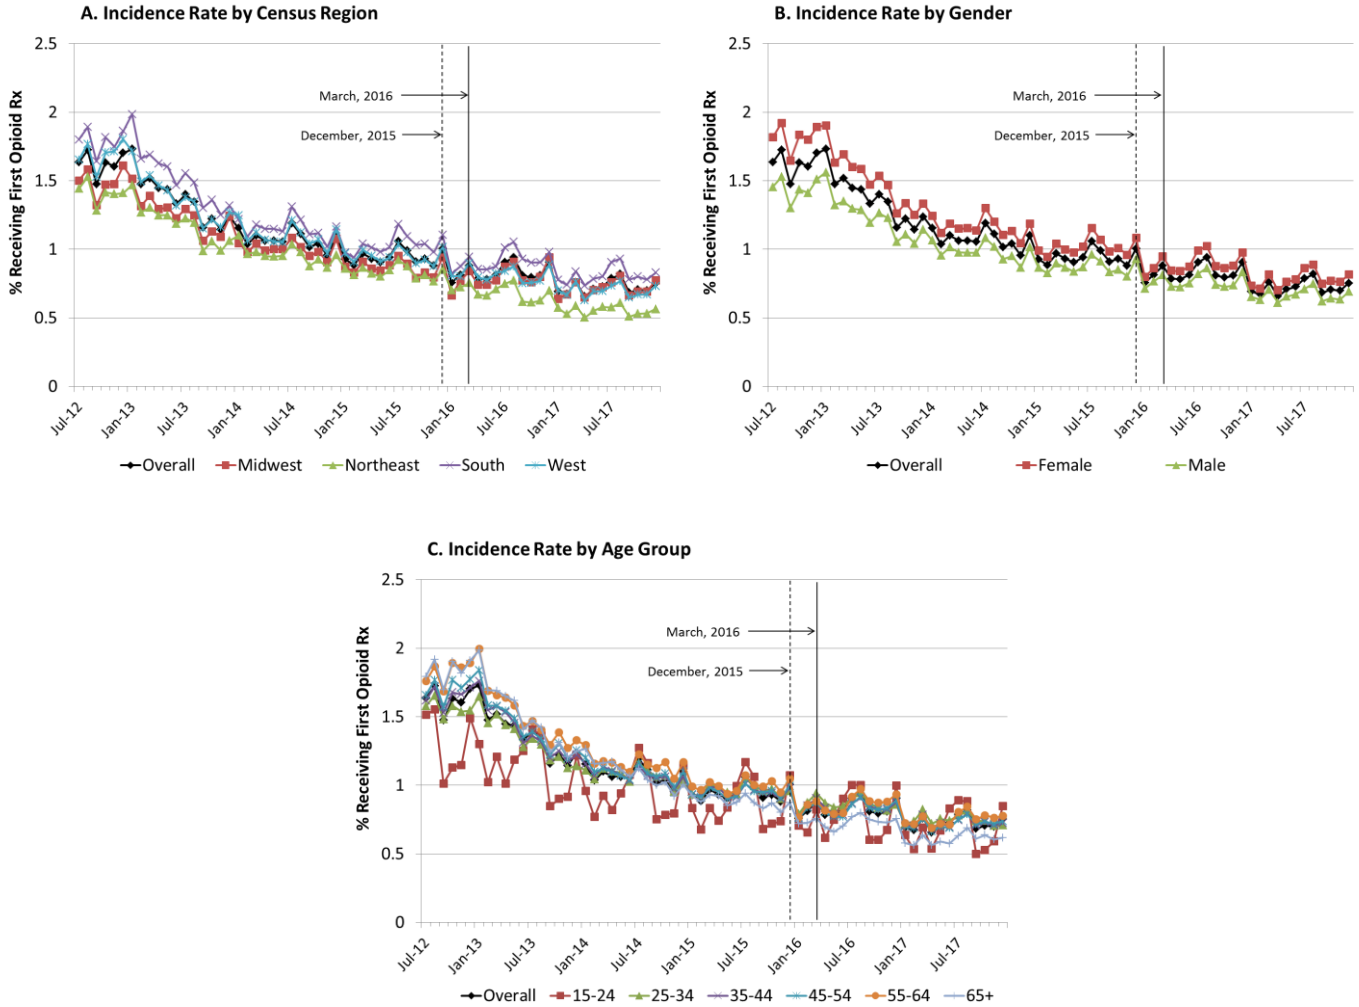 A. Incidence Rate by Census Region
% Receiving First Opioid Rx
2.5
2
1.5
1
0.5
0
March, 2016
December, 2015
Jul-12
Jan-13
Jul-13
Jan-14
Jul-14
Jan-15
Jul-15
Jan-16
Jul-16
Jan-17
Jul-17
Overall Midwest Northeast South West
B. Incidence Rate by Gender
% Receiving First Opioid Rx
2.5
2
1.5
1
0.5
0
March, 2016
December, 2015
Jul-12
Jan-13
Jul-13
Jan-14
Jul-14
Jan-15
Jul-15
Jan-16
Jul-16
Jan-17
Jul-17
Overall Female Male
C. Incidence Rate by Age Group
% Receiving First Opioid Rx
2.5
2
1.5
1
0.5
0
March, 2016
December, 2015
Jul-12
Jan-13
Jul-13
Jan-14
Jul-14
Jan-15
Jul-15
Jan-16
Jul-16
Jan-17
Jul-17
Overall 15-24 25-34 35-44 45-54 55-64 65+